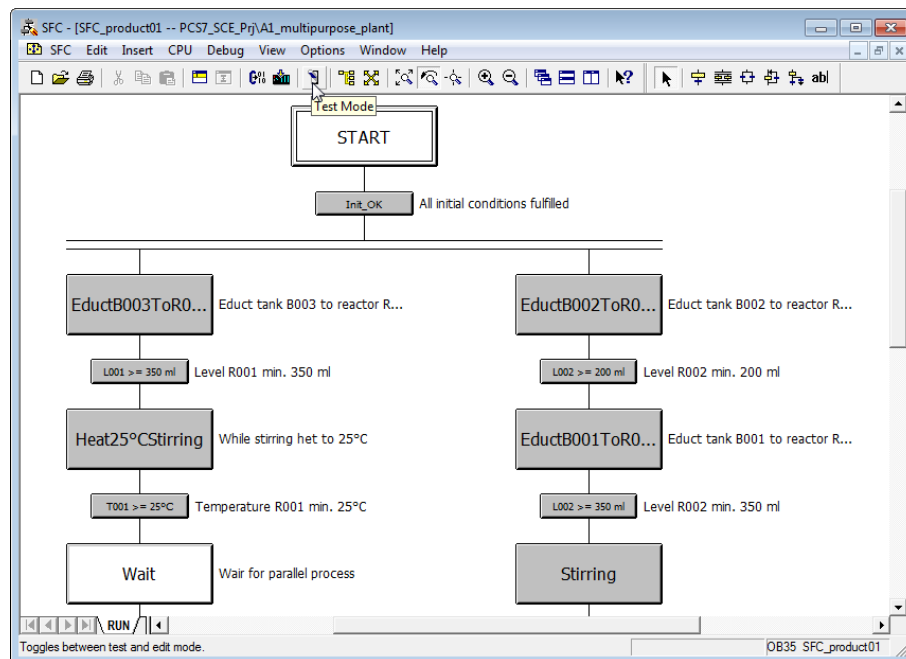 SFC - [SFC_product01 -- PCS7_SCE_Prj\A1_multipurpose_plant]
SFC Edit Insert CPU Debug View Options Window Help
Test Mode
START
Init_OK All initial conditions fulfilled
EductB003ToR0... Educt tank B003 to reactor R... EductB002ToR0... Educt tank B002 to reactor R...
L001 >= 350 ml Level R001 min. 350 ml L002 >= 200 ml Level R002 min. 200 ml
Heat25°CStirring While stirring het to 25°C EductB001ToR0... Educt tank B001 to reactor R...
T001 >= 25°C Temperature R001 min. 25°C L002 >= 350 ml Level R002 min. 350 ml
Wait Wair for parallel process Stirring
RUN
Toggles between test and edit mode. OB35 SFC_product01